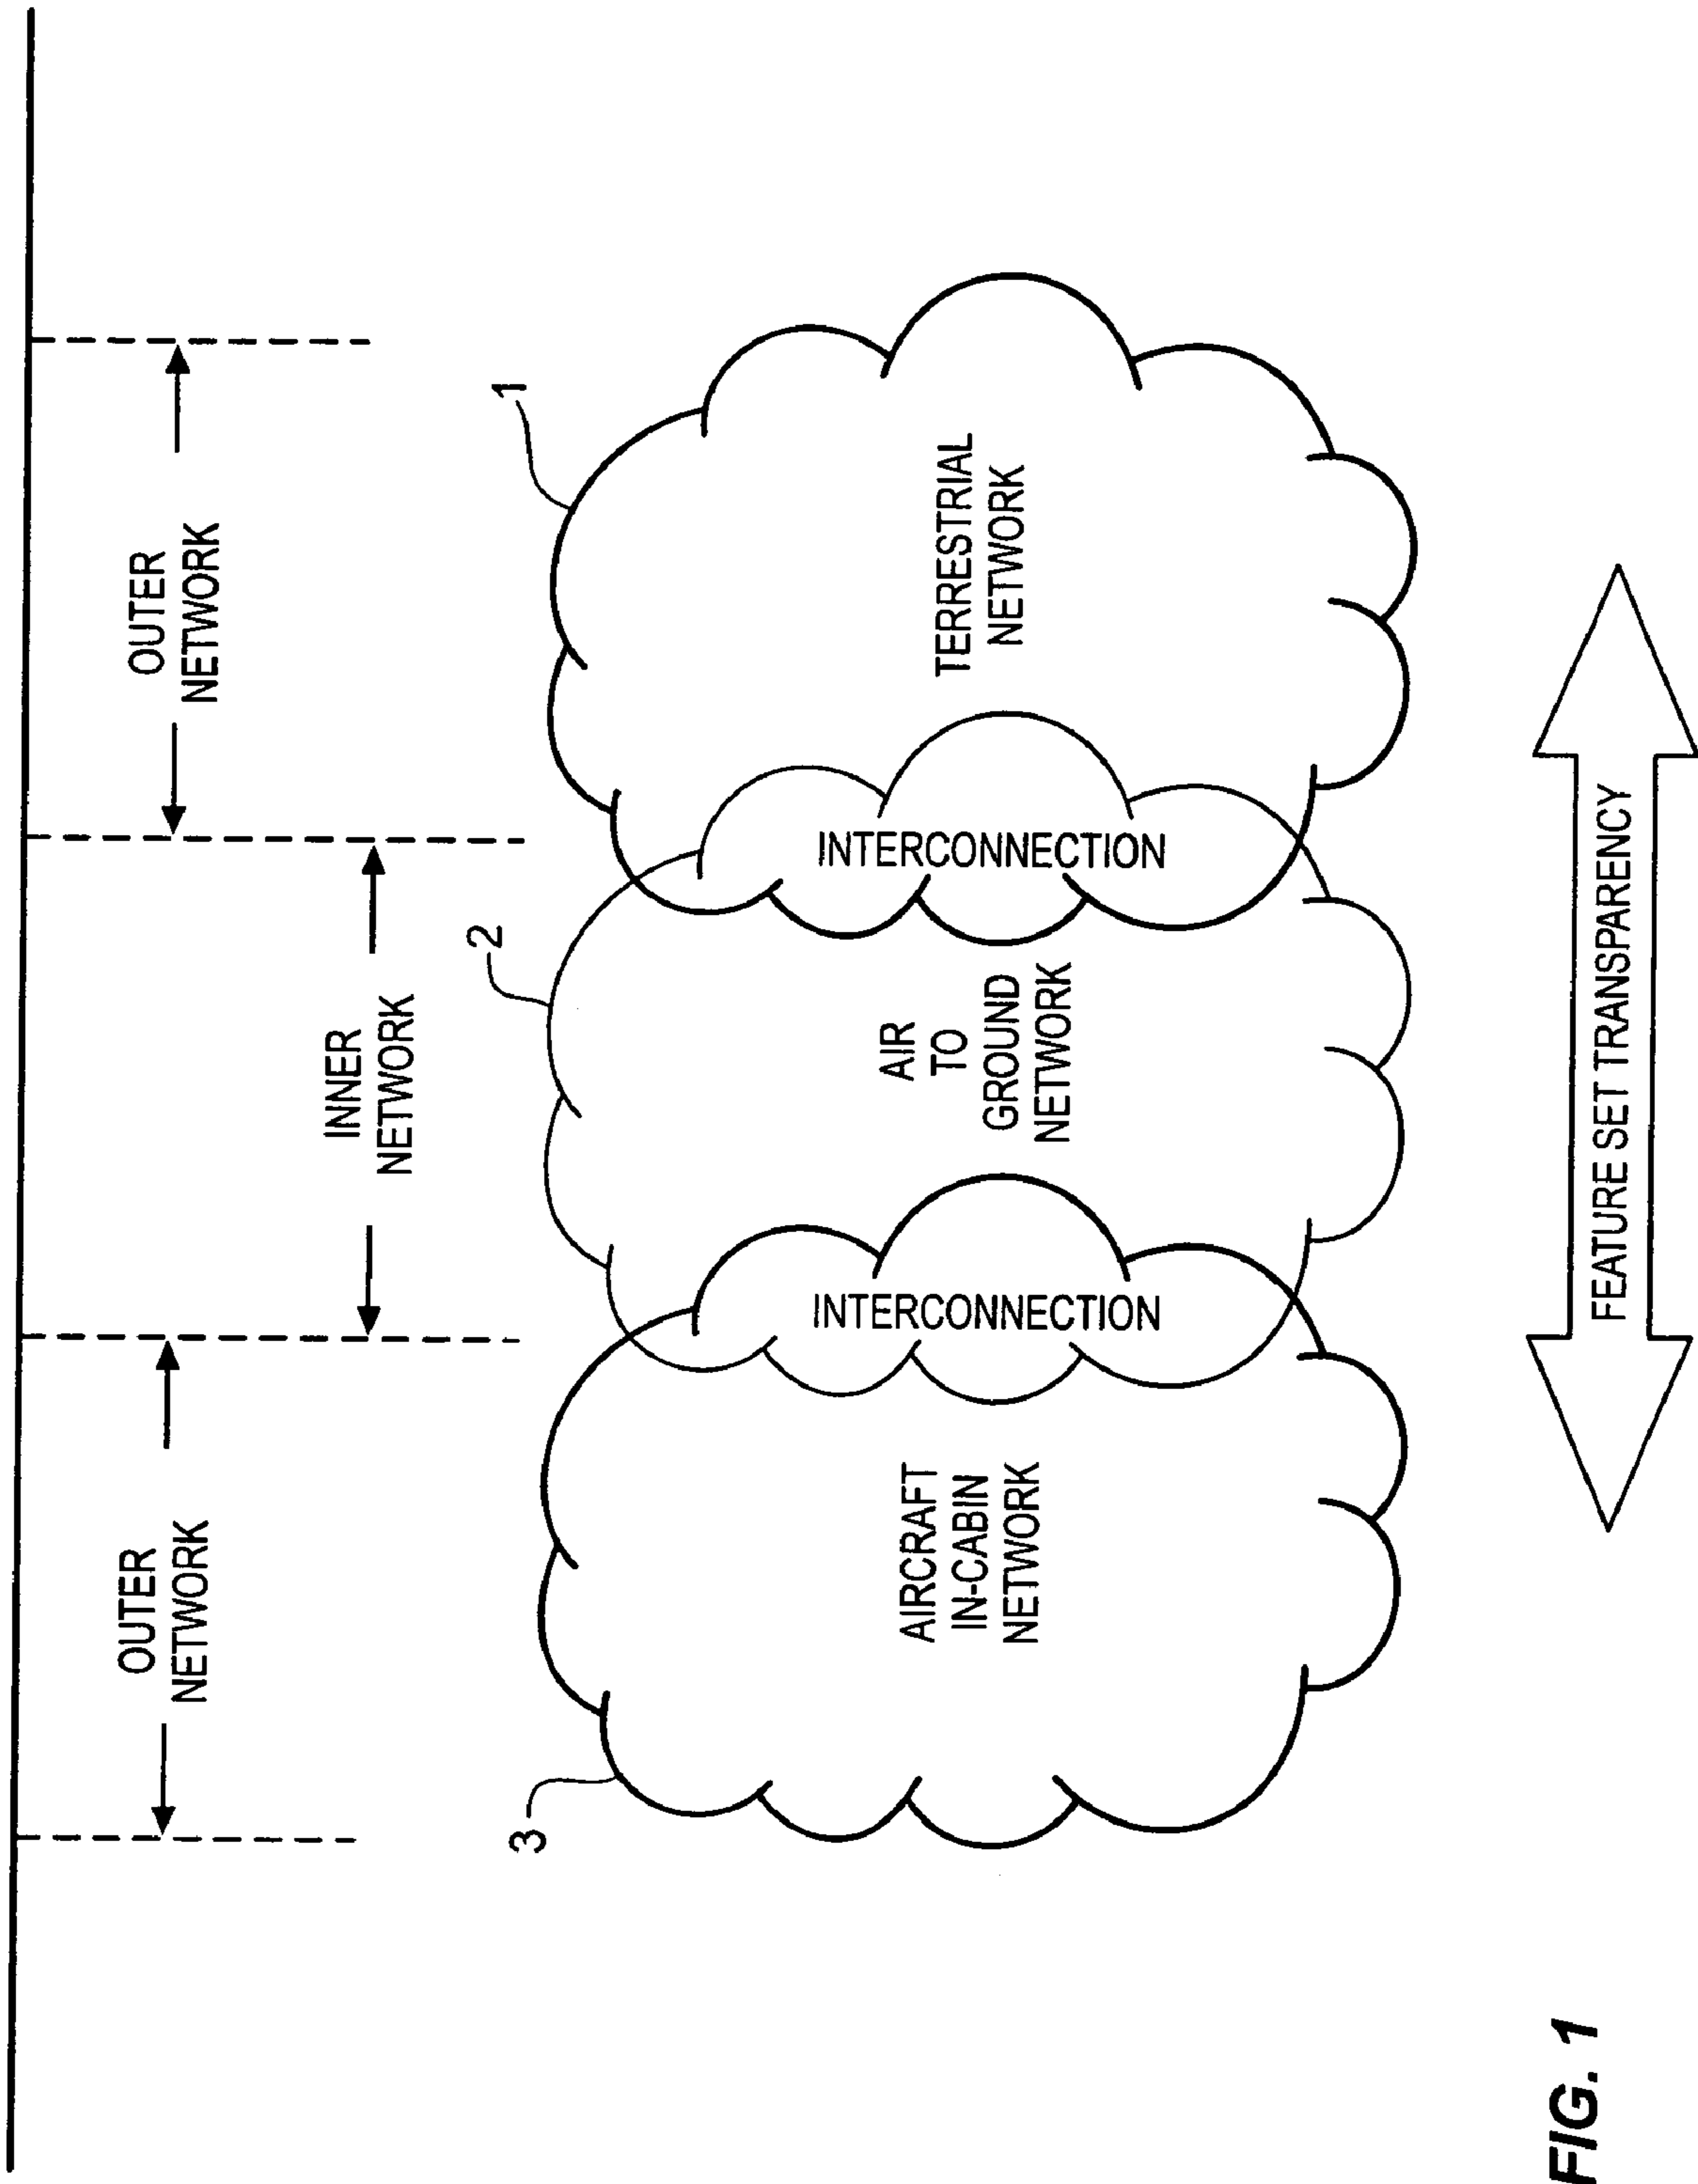 OUTER
NETWORK
INNER
NETWORK
OUTER
NETWORK
3
2
1
AIRCRAFT
IN-CABIN
NETWORK
INTERCONNECTION
AIR
TO
GROUND
NETWORK
INTERCONNECTION
TERRESTRIAL
NETWORK
FEATURE SET TRANSPARENCY
FIG. 1